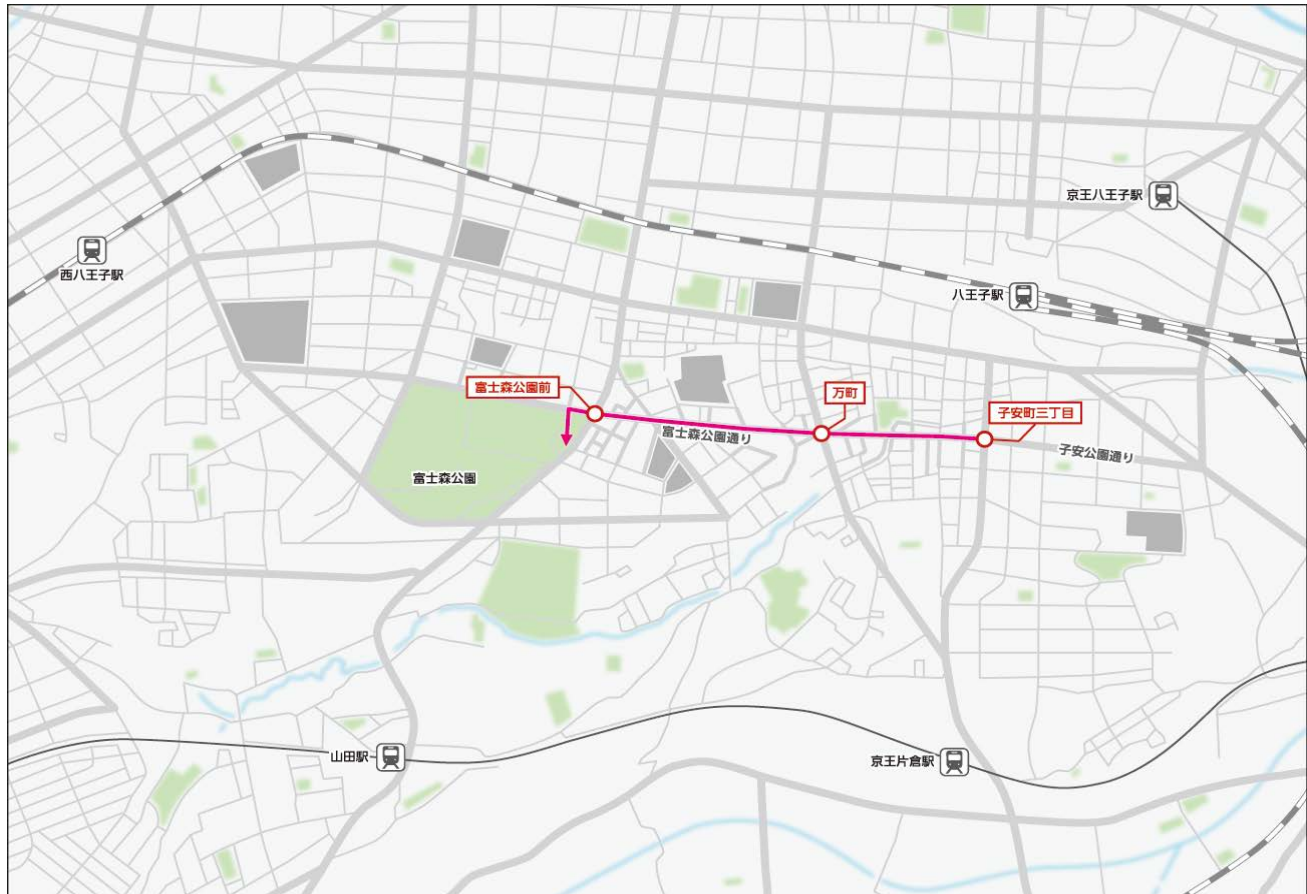 京王八王子駅
西八王子駅
八王子駅
富士森公園前
万町
子安町三丁目
富士森公園通り
子安公園通り
富士森公園
山田駅
京王片倉駅